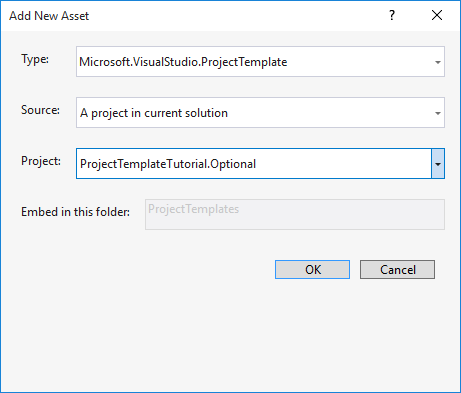 Add New Asset
Type: Microsoft.VisualStudio.ProjectTemplate
Source: A project in current solution
Project: ProjectTemplateTutorial.Optional
Embed in this folder: ProjectTemplates
OK Cancel